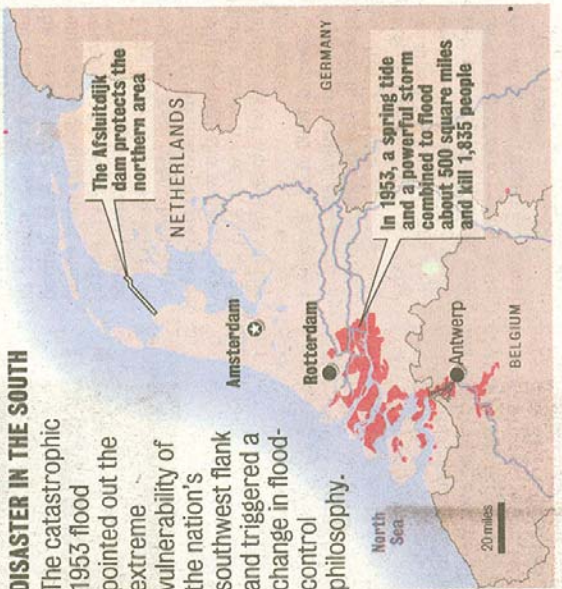 DISASTER IN THE SOUTH
The catastrophic
1953 flood
pointed out the
extreme
vulnerability of
the nation's
southwest flank
and triggered a
change in flood-
control
philosophy.
The Afsluitdijk
dam protects the
northern area
NETHERLANDS
GERMANY
Amsterdam
Rotterdam
In 1953, a spring tide
and a powerful storm
combined to flood
about 500 square miles
and kill 1,835 people
Antwerp
BELGIUM
North
Sea
20 miles